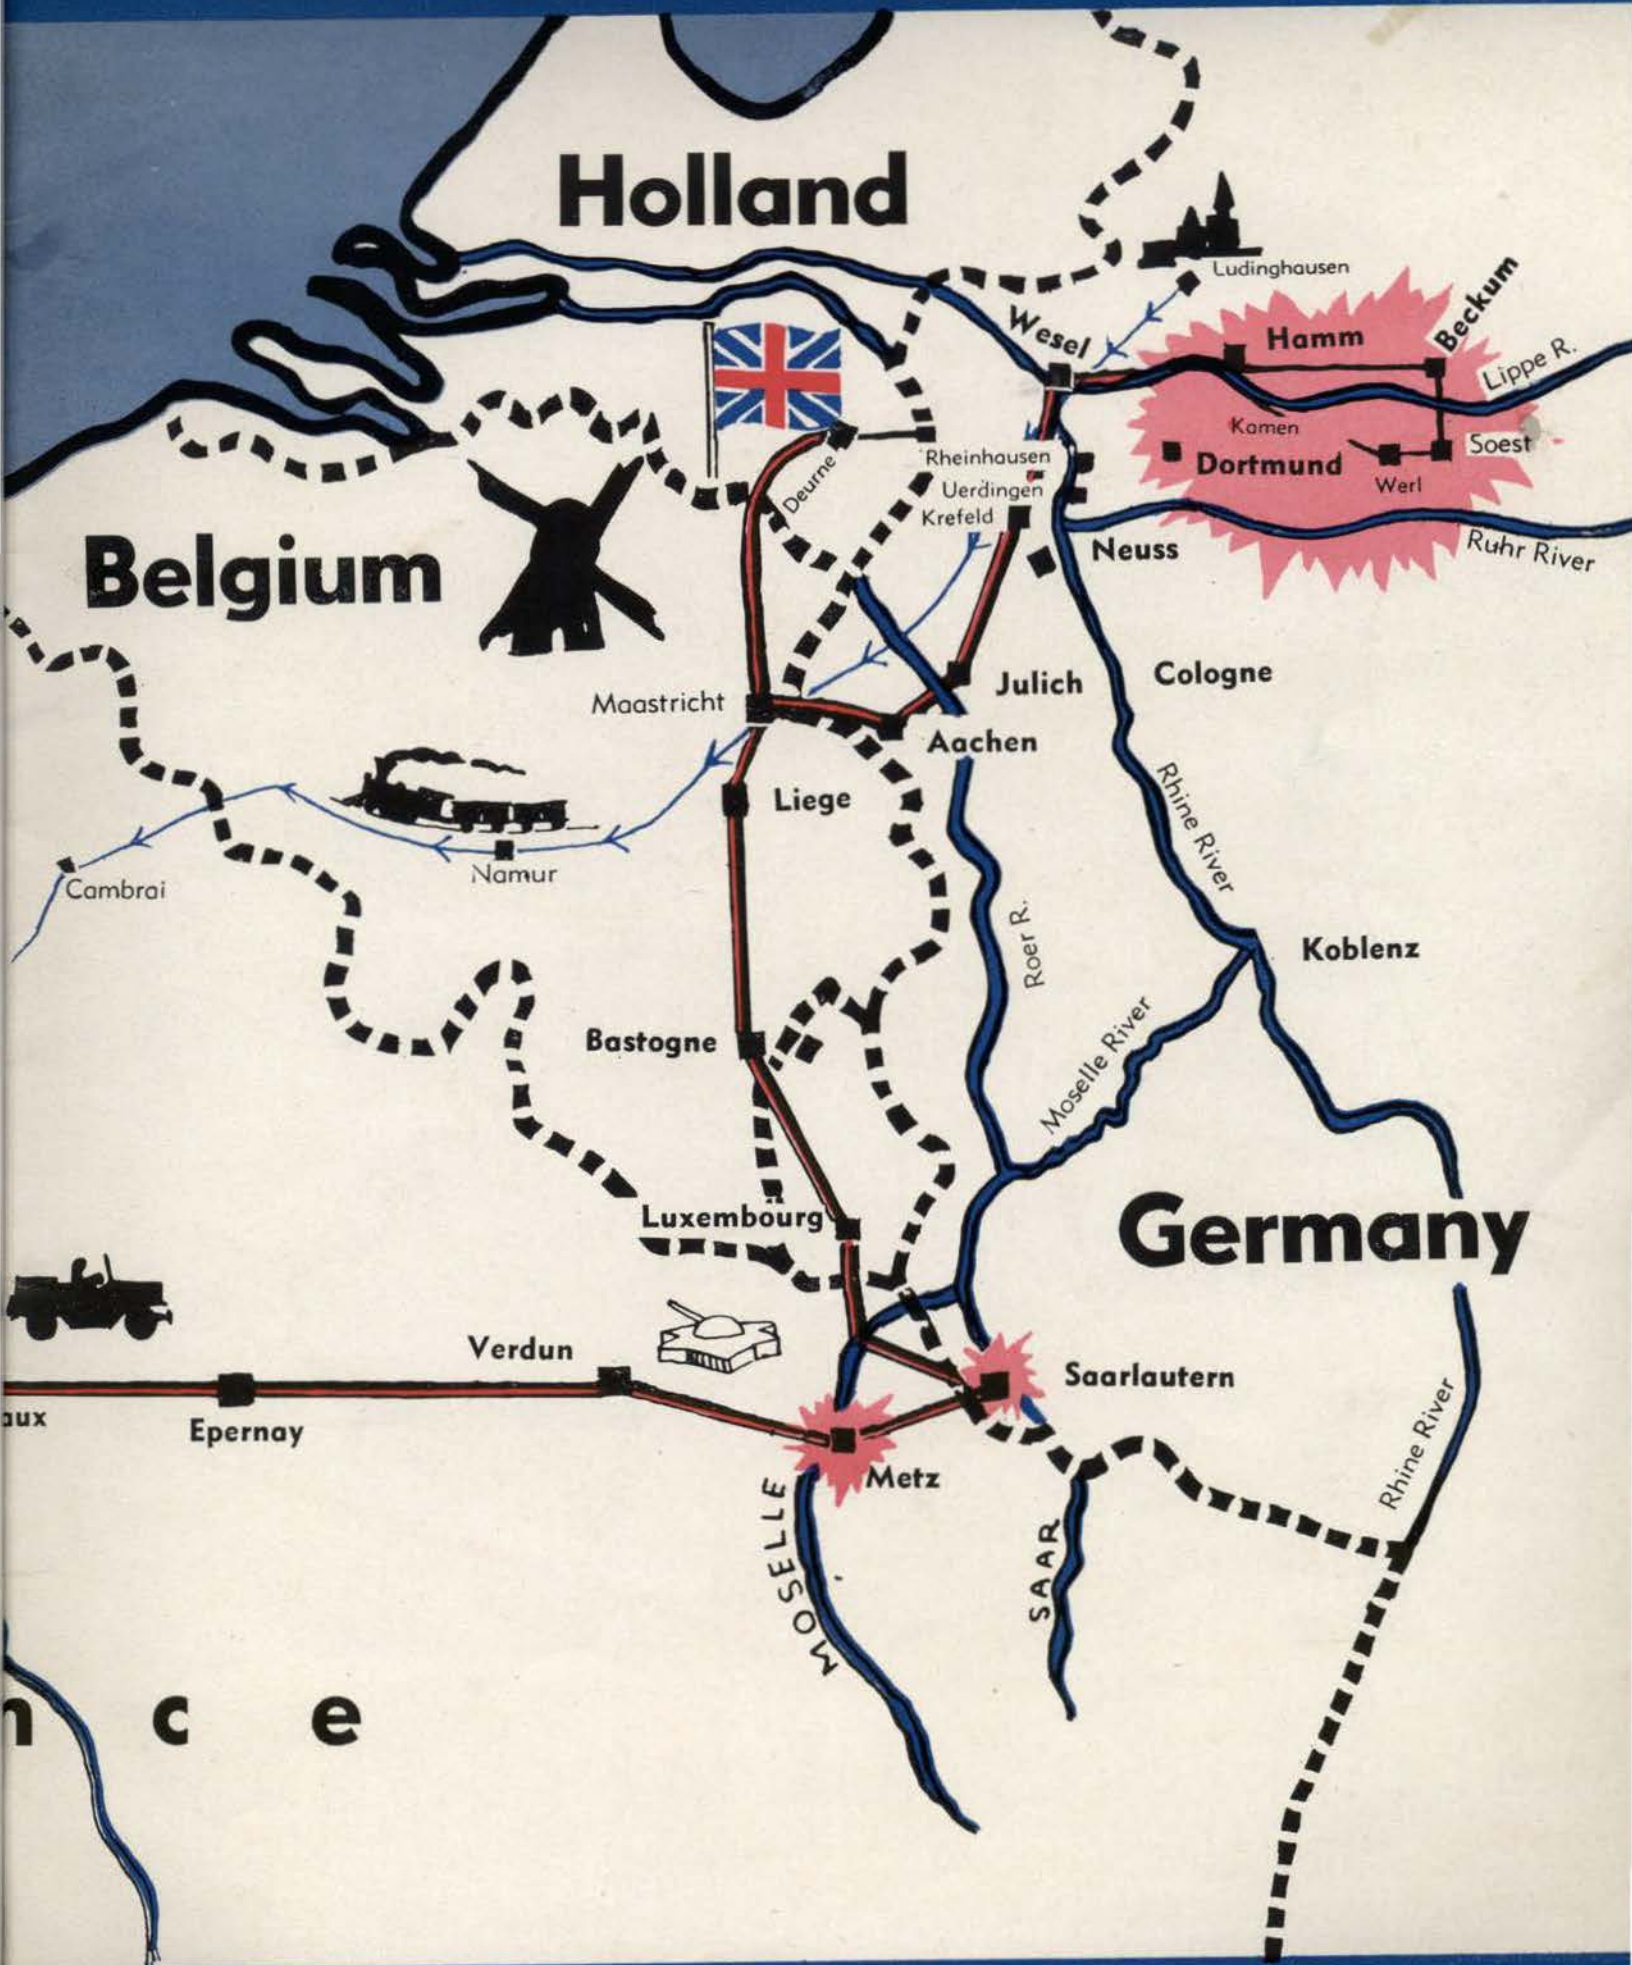 Holland
Ludinghausen
Beckum
Wesel
Hamm
Lippe R.
Kamen
Soest
Dortmund
Werl
Rheinhausen
Deurne
Uerdingen
Krefeld
Neuss
Ruhr River
Belgium
Cologne
Julich
Maastricht
Aachen
Rhine River
Liege
Namur
Cambrai
Roer R.
Koblenz
Moselle River
Bastogne
Luxembourg
Germany
Verdun
Saarlautern
aux
Epernay
Rhine River
Metz
MOSELLE
SAAR
n c e